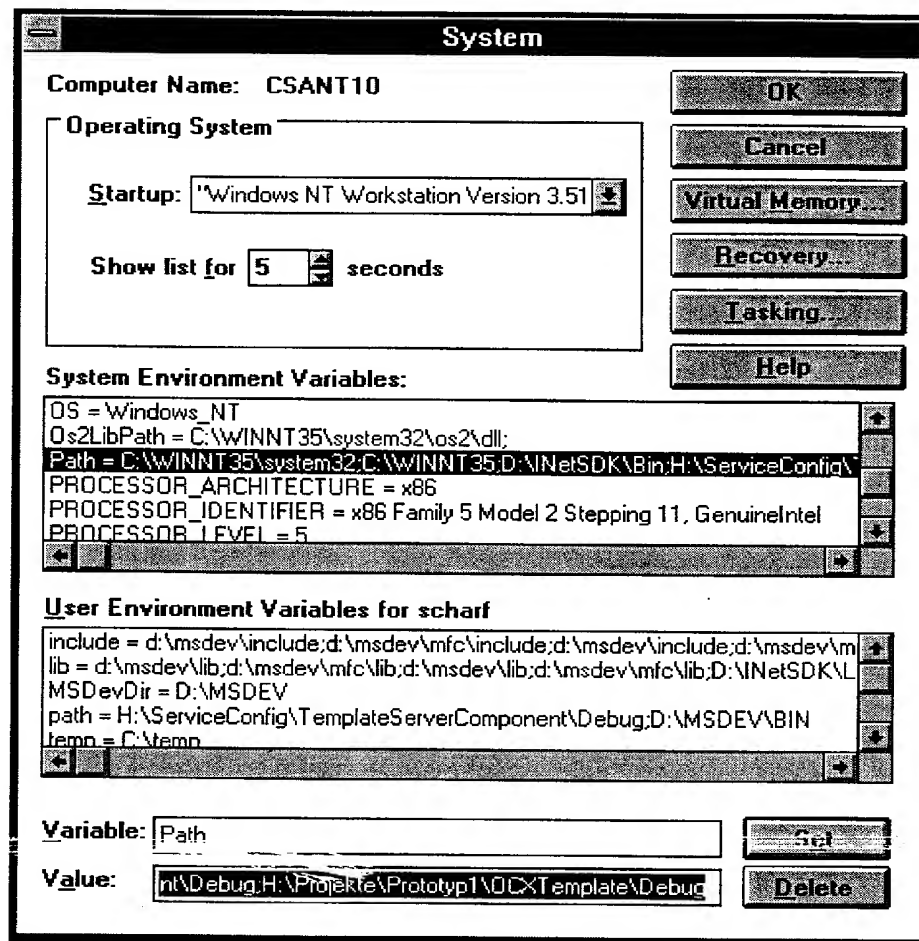 System
Computer Name: CSANT10
OK
Operating System
Cancel
Startup: "Windows NT Workstation Version 3.51
Virtual Memory...
Show list for 5 seconds
Recovery...
Tasking...
Help
System Environment Variables:
OS = Windows_NT
Os2LibPath = C:\WINNT35\system32\os2\dll;
Path = C:\WINNT35\system32;C:\WINNT35;D:\INetSDK\Bin;H:\ServiceConfig\
PROCESSOR_ARCHITECTURE = x86
PROCESSOR_IDENTIFIER = x86 Family 5 Model 2 Stepping 11, GenuineIntel
PROCESSOR_LEVEL = 5
User Environment Variables for scharf
include = d:\msdev\include;d:\msdev\mfc\include;d:\msdev\include;d:\msdev\m
lib = d:\msdev\lib;d:\msdev\mfc\lib;d:\msdev\lib;d:\msdev\mfc\lib;D:\INetSDK\L
MSDevDir = D:\MSDEV
path = H:\ServiceConfig\TemplateServerComponent\Debug;D:\MSDEV\BIN
temp = C:\temp
Variable: Path
Set
Value: nt\Debug;H:\Projekte\Prototyp1\OCXTemplate\Debug
Delete